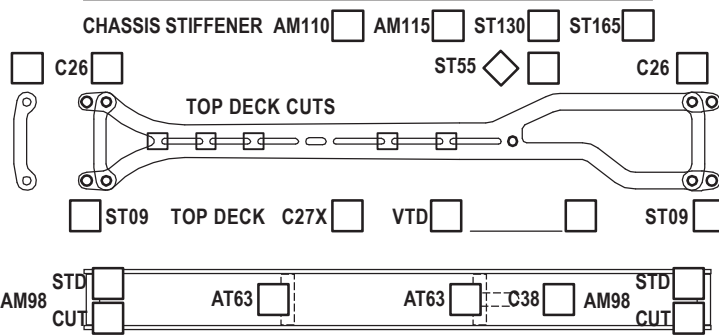 CHASSIS STIFFENER AM110 AM115 ST130 ST165
C26 ST55 C26
TOP DECK CUTS
ST09 TOP DECK C27X VTD ST09
STD STD
AM98 AT63 AT63 C38 AM98
CUT CUT